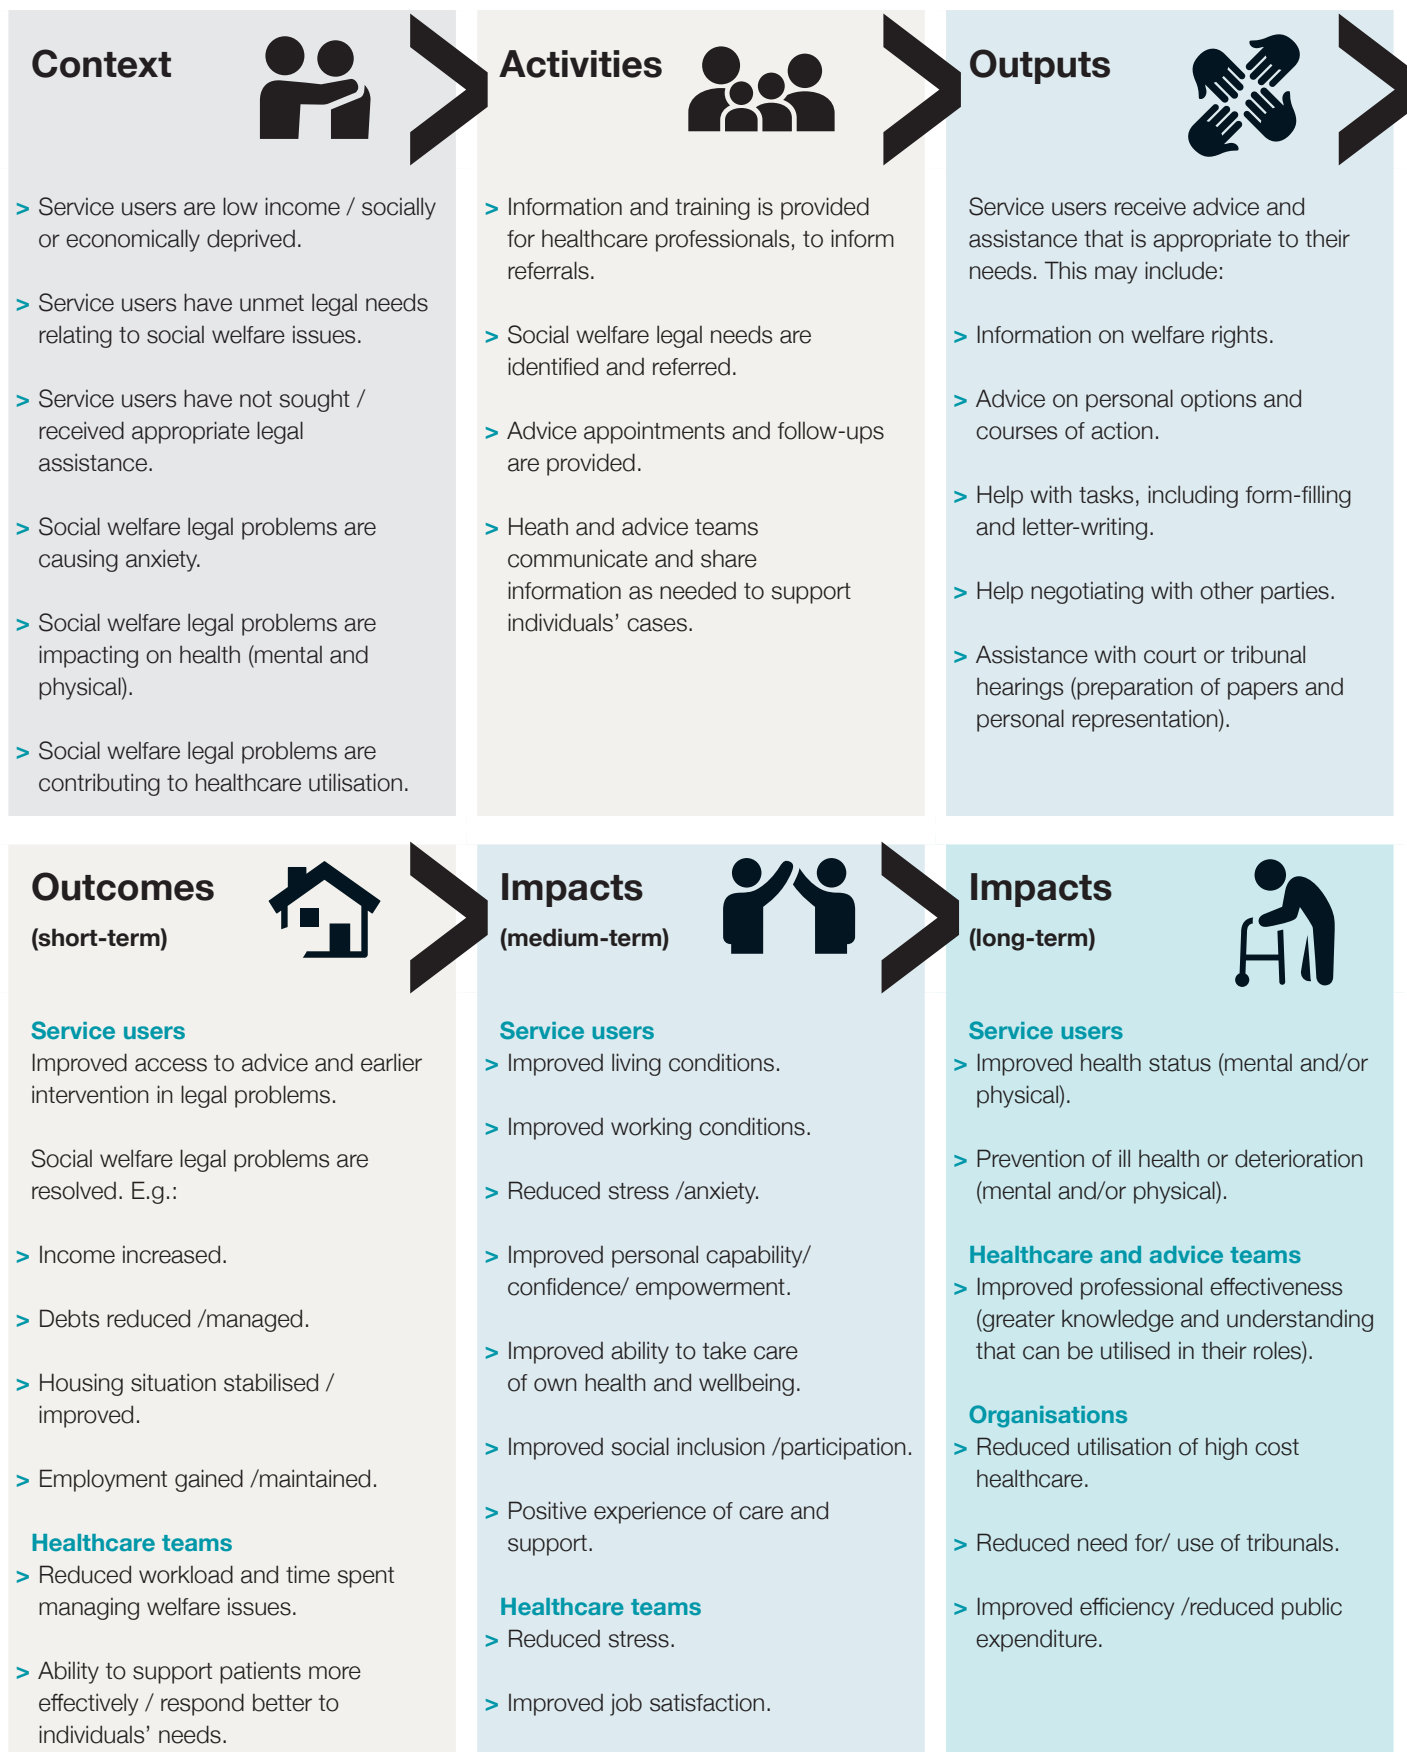 Context
> Service users are low income / socially
or economically deprived.
> Service users have unmet legal needs
relating to social welfare issues.
> Service users have not sought /
received appropriate legal
assistance.
> Social welfare legal problems are
causing anxiety.
> Social welfare legal problems are
impacting on health (mental and
physical).
> Social welfare legal problems are
contributing to healthcare utilisation.
Activities
> Information and training is provided
for healthcare professionals, to inform
referrals.
> Social welfare legal needs are
identified and referred.
> Advice appointments and follow-ups
are provided.
> Heath and advice teams
communicate and share
information as needed to support
individuals’ cases.
Outputs
Service users receive advice and
assistance that is appropriate to their
needs. This may include:
> Information on welfare rights.
> Advice on personal options and
courses of action.
> Help with tasks, including form-filling
and letter-writing.
> Help negotiating with other parties.
> Assistance with court or tribunal
hearings (preparation of papers and
personal representation).
Outcomes
(short-term)
Service users
Improved access to advice and earlier
intervention in legal problems.
Social welfare legal problems are
resolved. E.g.:
> Income increased.
> Debts reduced /managed.
> Housing situation stabilised /
improved.
> Employment gained /maintained.
Healthcare teams
> Reduced workload and time spent
managing welfare issues.
> Ability to support patients more
effectively / respond better to
individuals’ needs.
Impacts
(medium-term)
Service users
> Improved living conditions.
> Improved working conditions.
> Reduced stress /anxiety.
> Improved personal capability/
confidence/ empowerment.
> Improved ability to take care
of own health and wellbeing.
> Improved social inclusion /participation.
> Positive experience of care and
support.
Healthcare teams
> Reduced stress.
> Improved job satisfaction.
Impacts
(long-term)
Service users
> Improved health status (mental and/or
physical).
> Prevention of ill health or deterioration
(mental and/or physical).
Healthcare and advice teams
> Improved professional effectiveness
(greater knowledge and understanding
that can be utilised in their roles).
Organisations
> Reduced utilisation of high cost
healthcare.
> Reduced need for/ use of tribunals.
> Improved efficiency /reduced public
expenditure.